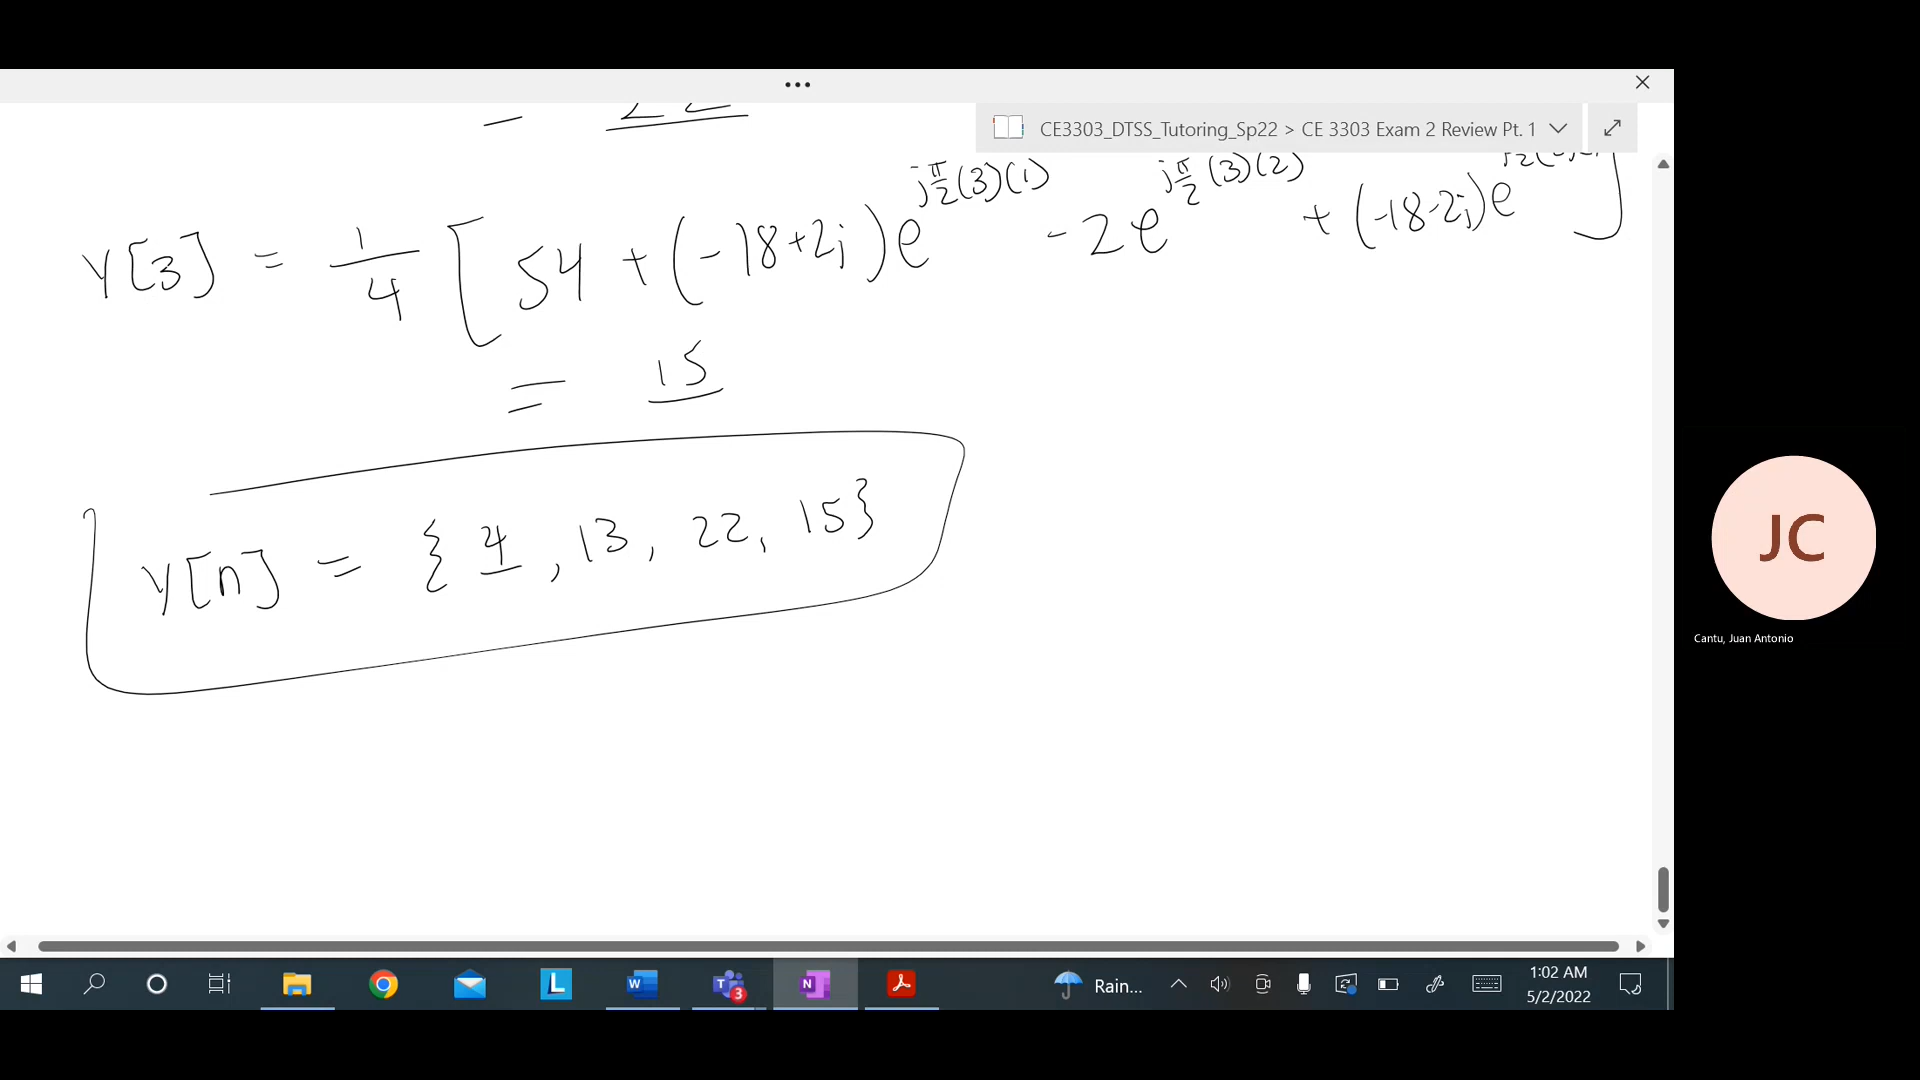 •••
= 22
CE3303_DTSS_Tutoring_Sp22 > CE 3303 Exam 2 Review Pt. 1
y[3] = 1/4 [54 + (-18+2j)e^{jπ/2(3)(1)} - 2e^{jπ/2(3)(2)} + (-18-2j)e
= 15
y[n] = {4, 13, 22, 15}
JC
Cantu, Juan Antonio
Rain...
1:02 AM
5/2/2022
L
W
T
3
N